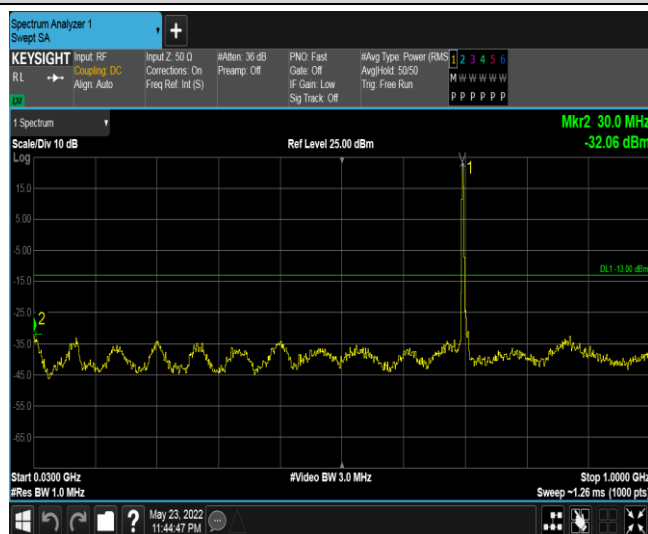 Spectrum Analyzer 1
Swept SA
+
KEYSIGHT
RL
LXI
Input: RF
Coupling: DC
Align: Auto
Input Z: 50 Ω
Corrections: On
Freq Ref: Int (S)
#Atten: 36 dB
Preamp: Off
PNO: Fast
Gate: Off
IF Gain: Low
Sig Track: Off
#Avg Type: Power (RMS
Avg|Hold: 50/50
Trig: Free Run
1 2 3 4 5 6
M W W W W W
P P P P P P
1 Spectrum
Mkr2 30.0 MHz
-32.06 dBm
Scale/Div 10 dB
Ref Level 25.00 dBm
Log
15.0
5.00
-5.00
-15.0
-25.0
-35.0
-45.0
-55.0
-65.0
1
2
DL1 -13.00 dBm
Start 0.0300 GHz
#Res BW 1.0 MHz
#Video BW 3.0 MHz
Stop 1.0000 GHz
Sweep ~1.26 ms (1000 pts)
?
May 23, 2022
11:44:47 PM